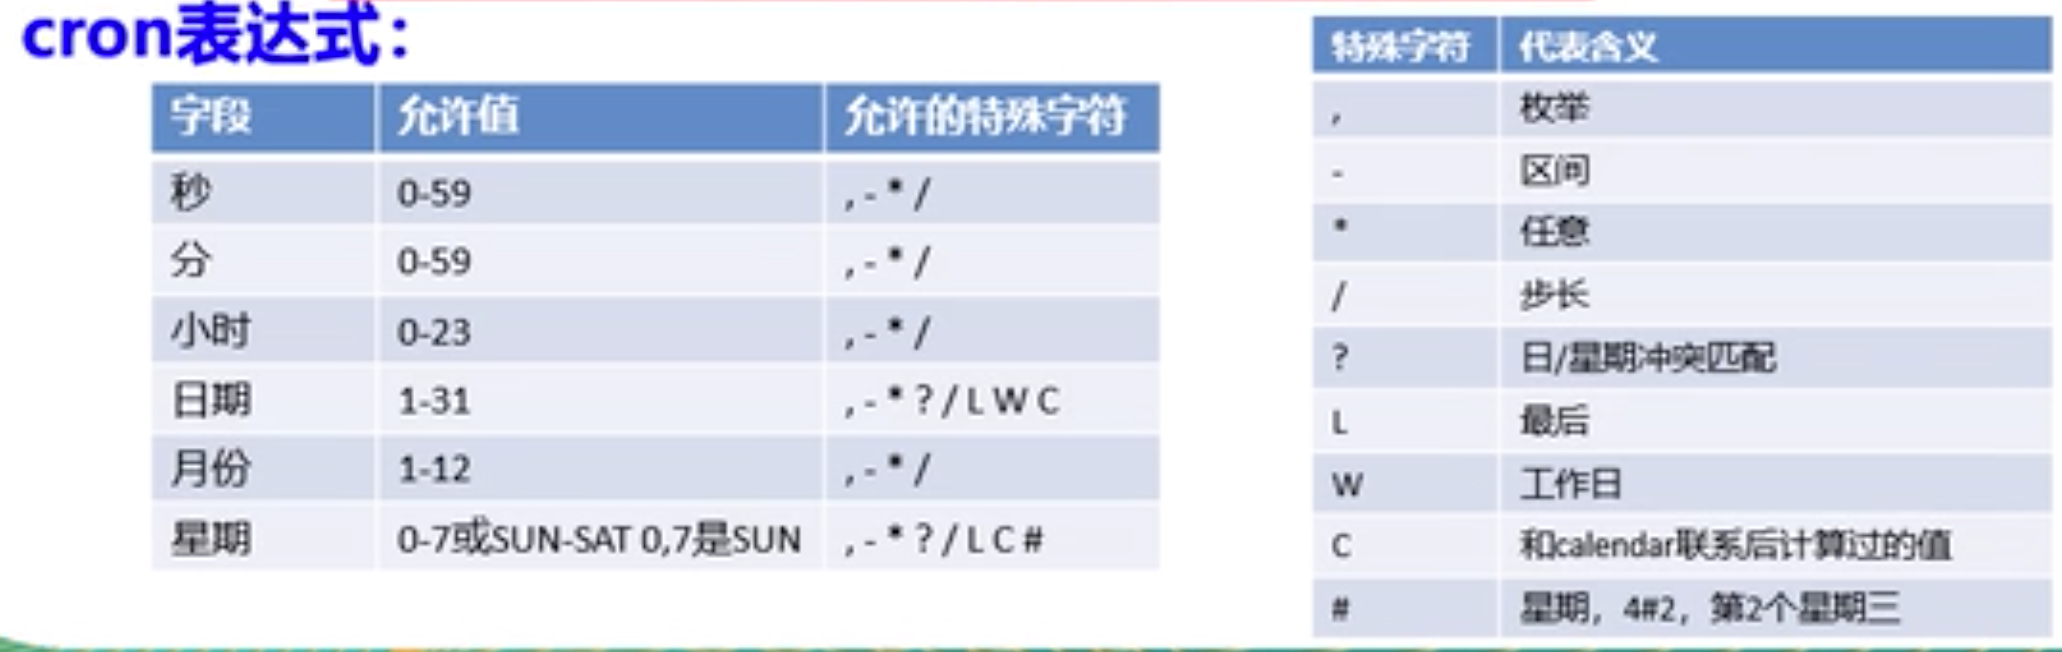 cron表达式：
字段 允许值 允许的特殊字符
秒 0-59 , - * /
分 0-59 , - * /
小时 0-23 , - * /
日期 1-31 , - * ? / L W C
月份 1-12 , - * /
星期 0-7或SUN-SAT 0,7是SUN , - * ? / L C #
特殊字符 代表含义
, 枚举
- 区间
* 任意
/ 步长
? 日/星期冲突匹配
L 最后
W 工作日
C 和calendar联系后计算过的值
# 星期，4#2，第2个星期三